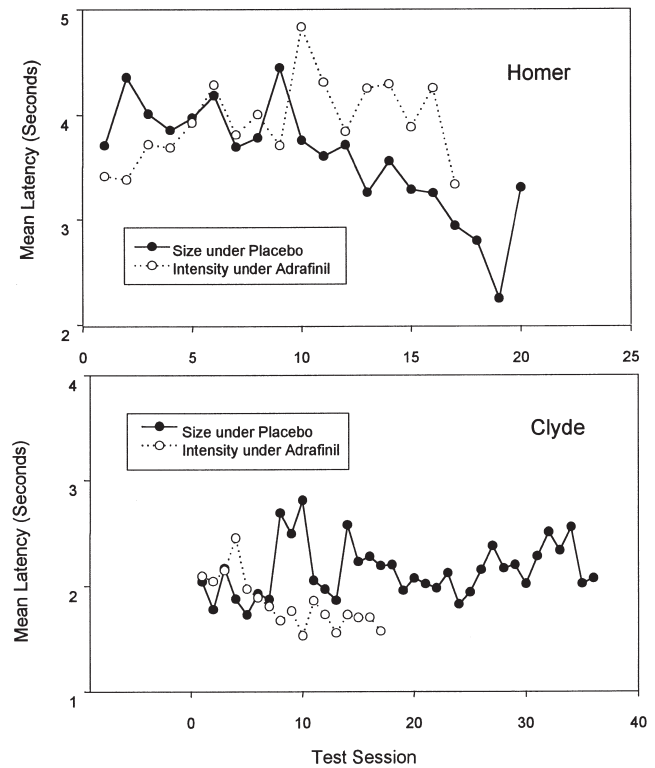 5
Homer
4
Mean Latency (Seconds)
3
Size under Placebo
Intensity under Adrafinil
2
0 5 10 15 20 25
4
Size under Placebo
Intensity under Adrafinil
Clyde
3
Mean Latency (Seconds)
2
1
0 10 20 30 40
Test Session